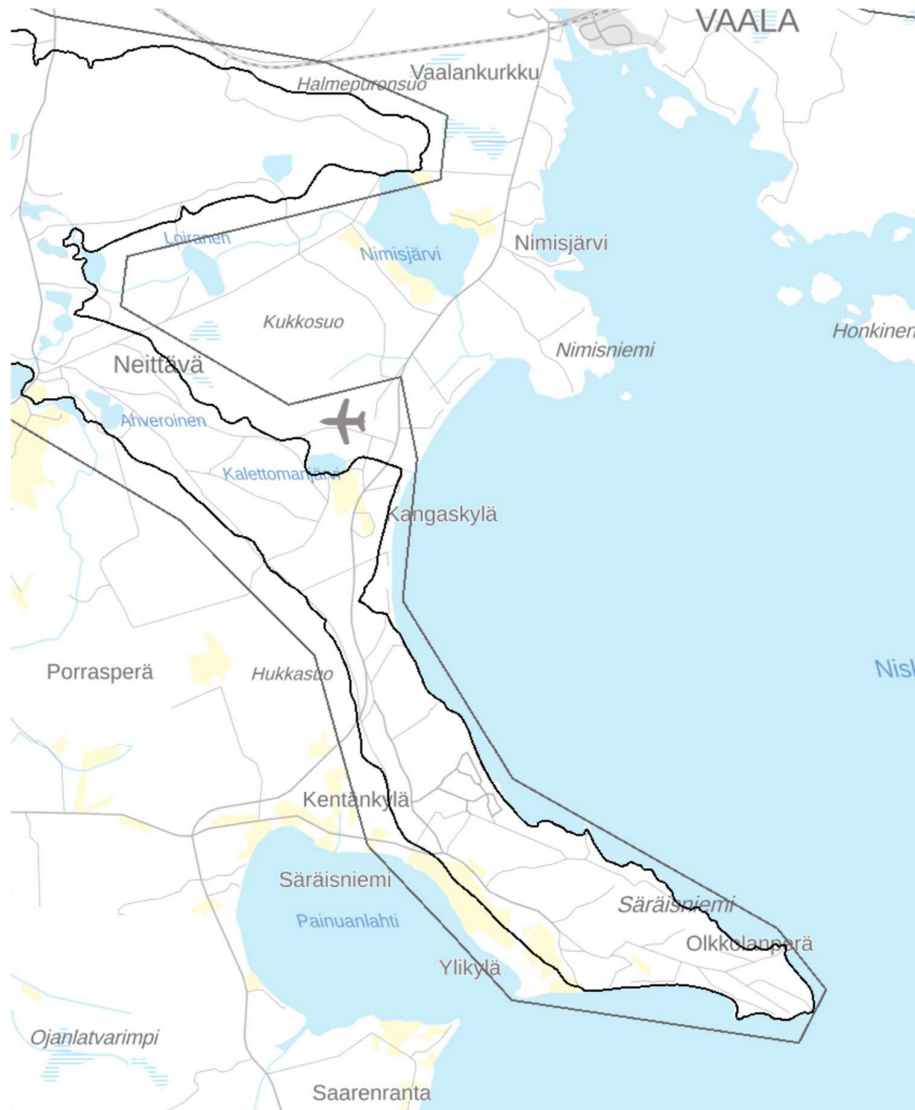 VAALA
Vaalankurkku
Halmepuronsuo
Loiranen
Nimisjärvi
Nimisjärvi
Kukkosuo
Honkinen
Nimisniemi
Neittävä
Ahveroinen
Kalettomanjärvi
Kangaskylä
Porrasperä
Hukkasuo
Nisk
Kentänkylä
Säräisniemi
Säräisniemi
Painuanlahti
Olkkolanperä
Ylikylä
Ojanlatvarimpi
Saarenranta